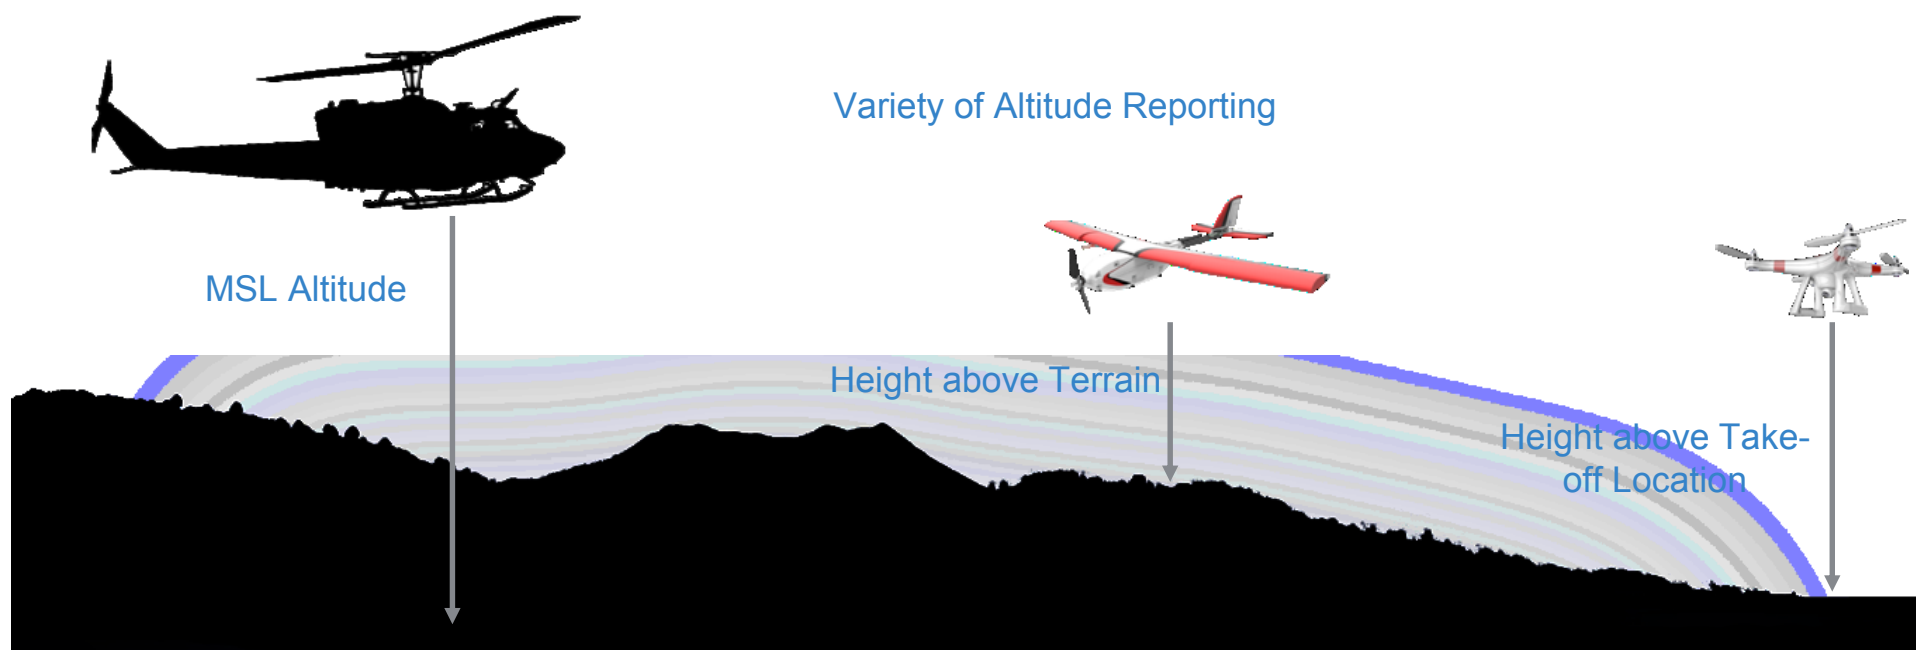 Variety of Altitude Reporting
MSL Altitude
Height above Terrain
Height above Take-
off Location